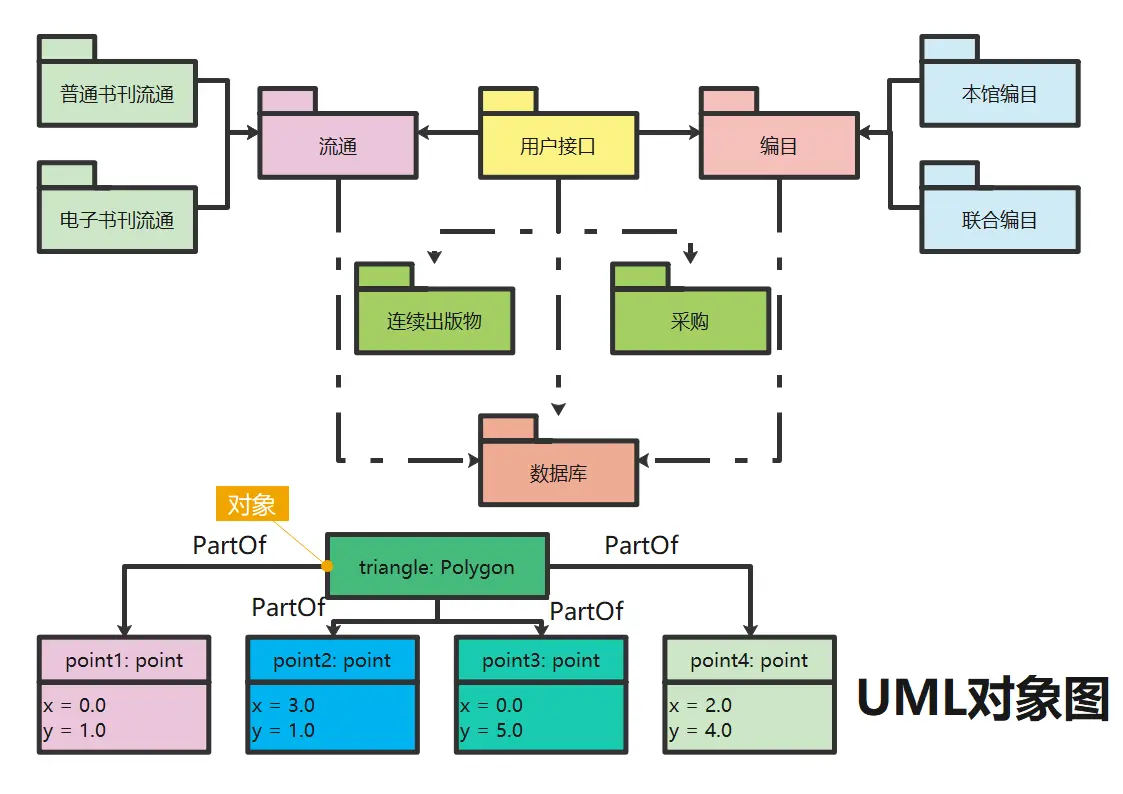 普通书刊流通
本馆编目
流通
用户接口
编目
电子书刊流通
联合编目
连续出版物
采购
数据库
对象
PartOf
PartOf
triangle: Polygon
PartOf
PartOf
point1: point
point2: point
point3: point
point4: point
x = 0.0
y = 1.0
x = 3.0
y = 1.0
x = 0.0
y = 5.0
x = 2.0
y = 4.0
UML对象图